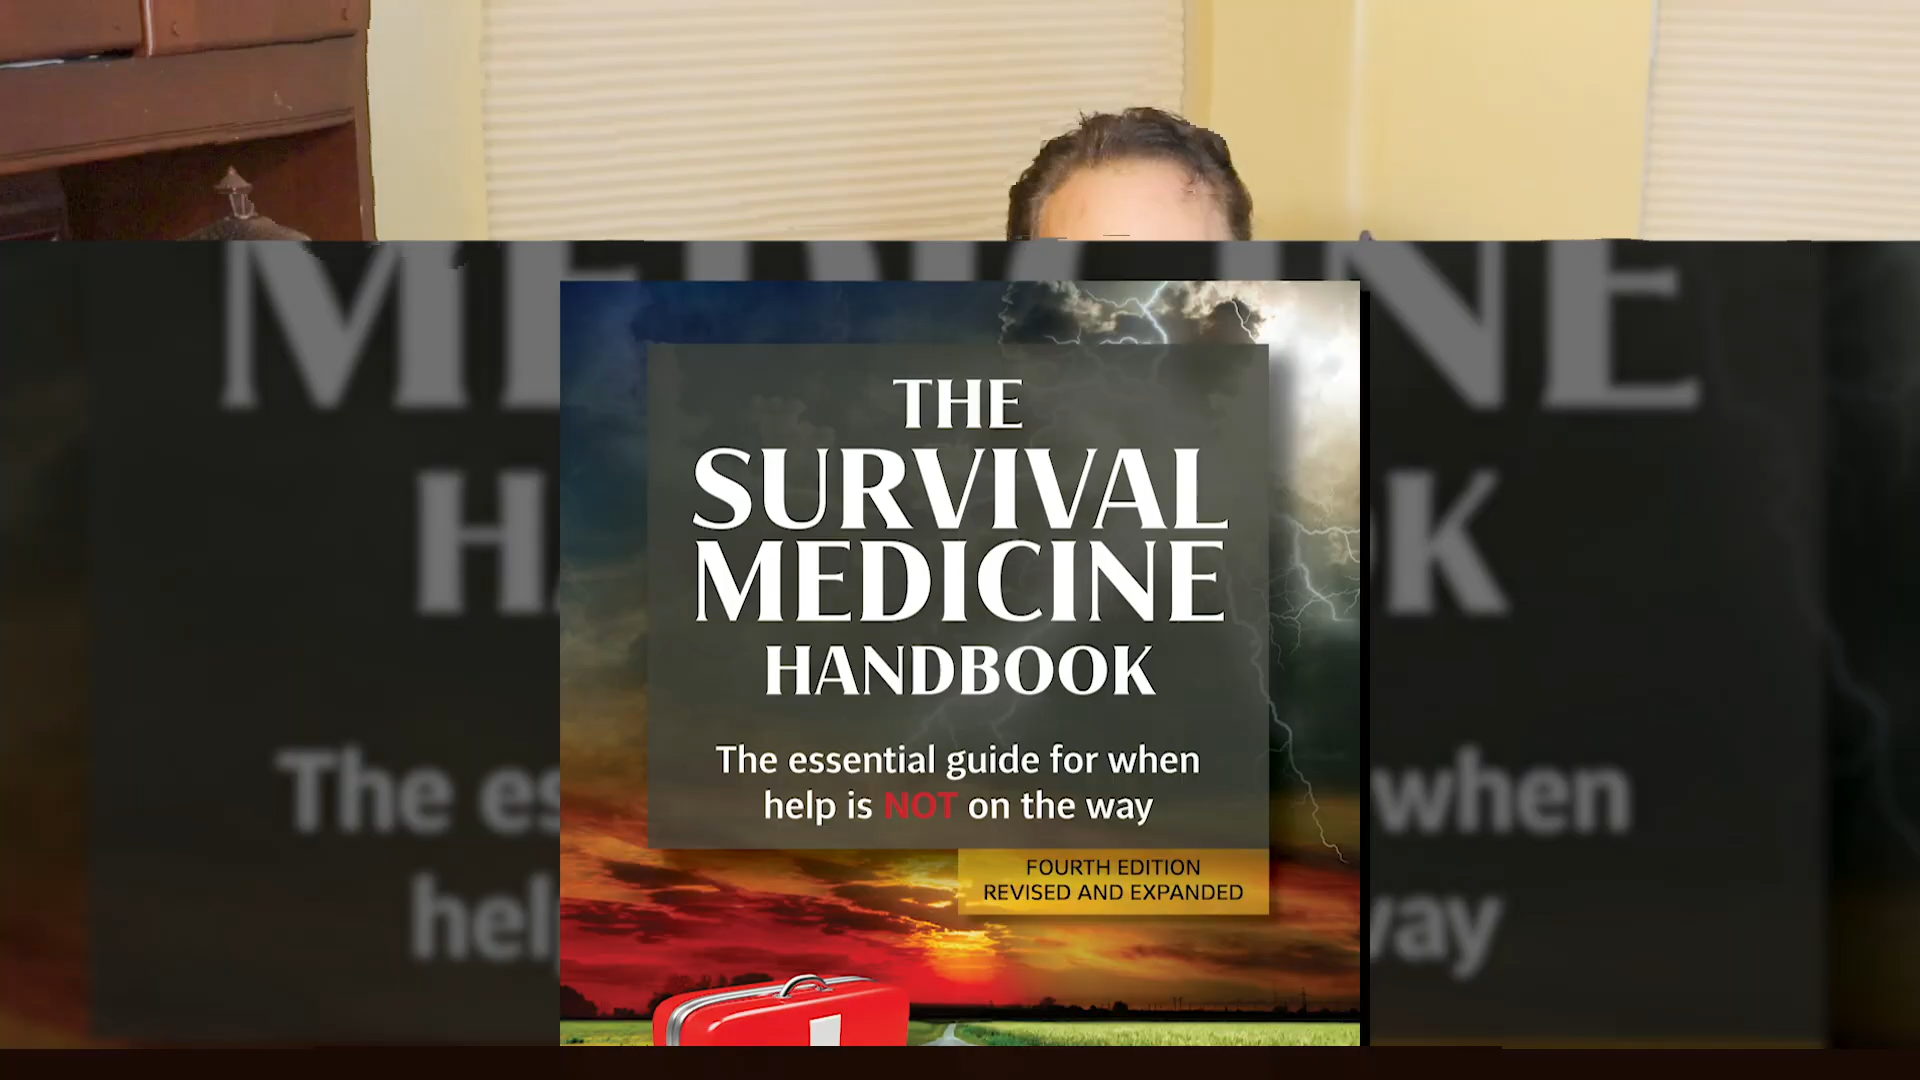 MEDICINE
THE
SURVIVAL
MEDICINE
HANDBOOK
The essential guide for when
help is NOT on the way
FOURTH EDITION
REVISED AND EXPANDED